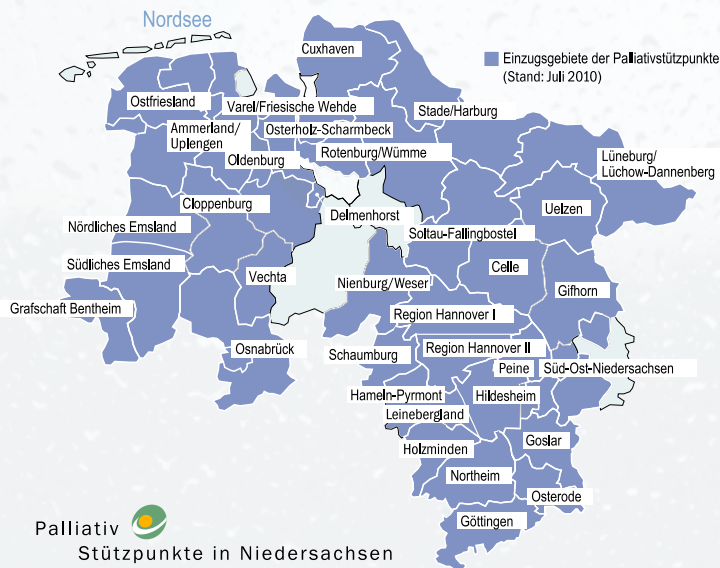 Nordsee
Cuxhaven
Einzugsgebiete der Palliativstützpunkte
(Stand: Juli 2010)
Ostfriesland
Varel/Friesische Wehde
Stade/Harburg
Ammerland/
Uplengen
Osterholz-Scharmbeck
Oldenburg
Rotenburg/Wümme
Lüneburg/
Lüchow-Dannenberg
Cloppenburg
Delmenhorst
Uelzen
Nördliches Emsland
Soltau-Fallingbostel
Südliches Emsland
Celle
Vechta
Nienburg/Weser
Gifhorn
Grafschaft Bentheim
Region Hannover I
Osnabrück
Schaumburg
Region Hannover II
Peine
Süd-Ost-Niedersachsen
Hameln-Pyrmont
Hildesheim
Leinebergland
Holzminden
Goslar
Northeim
Osterode
Göttingen
Palliativ
Stützpunkte in Niedersachsen